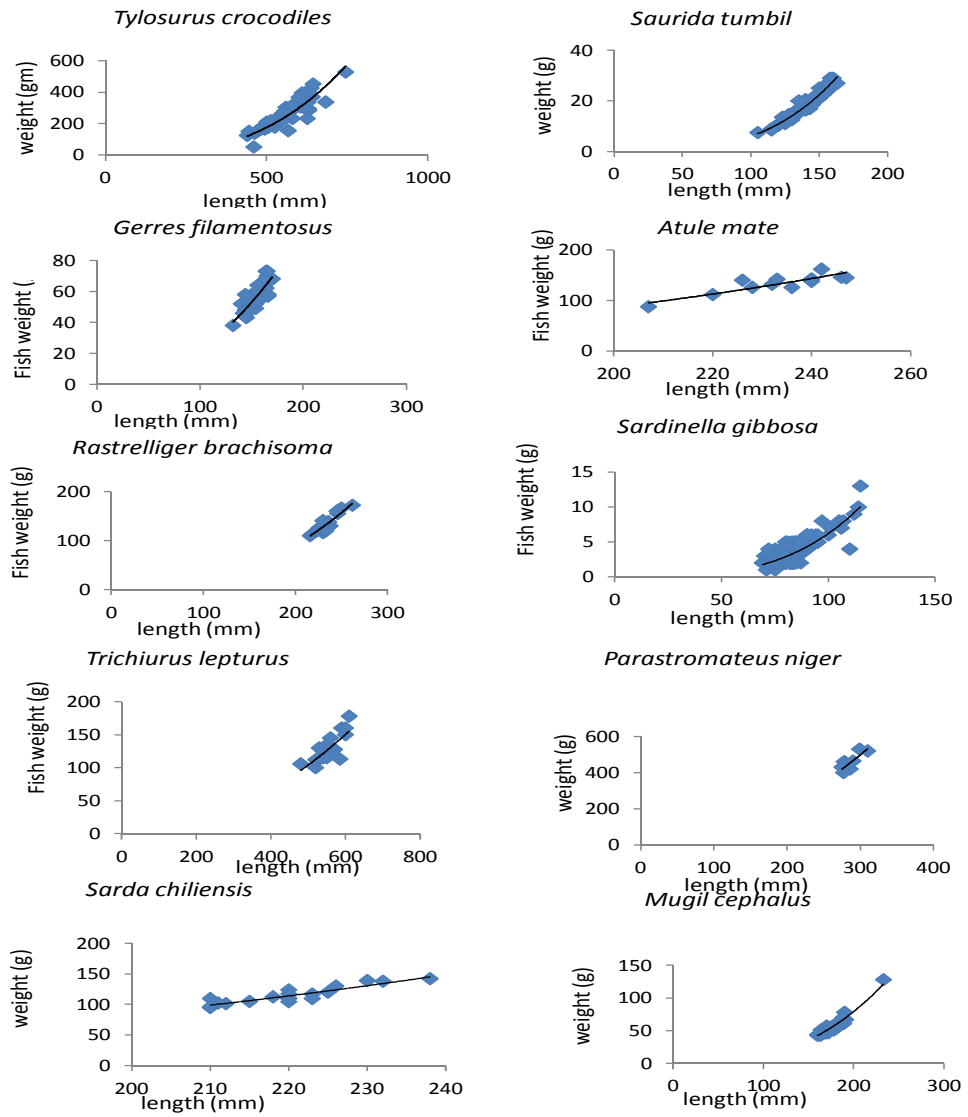 Tylosurus crocodiles
weight (gm)
600
400
200
0
0 500 1000
length (mm)
Saurida tumbil
weight (g)
40
20
0
0 50 100 150 200
length (mm)
Gerres filamentosus
Fish weight (
80
60
40
20
0
0 100 200 300
length (mm)
Atule mate
Fish weight (g)
200
100
0
200 220 240 260
length (mm)
Rastrelliger brachisoma
Fish weight (g)
200
100
0
0 100 200 300
length (mm)
Sardinella gibbosa
Fish weight (g)
15
10
5
0
0 50 100 150
length (mm)
Trichiurus lepturus
Fish weight (g)
200
150
100
50
0
0 200 400 600 800
length (mm)
Parastromateus niger
weight (g)
600
400
200
0
0 100 200 300 400
length (mm)
Sarda chiliensis
weight (g)
200
150
100
50
0
200 210 220 230 240
length (mm)
Mugil cephalus
weight (g)
150
100
50
0
0 100 200 300
length (mm)